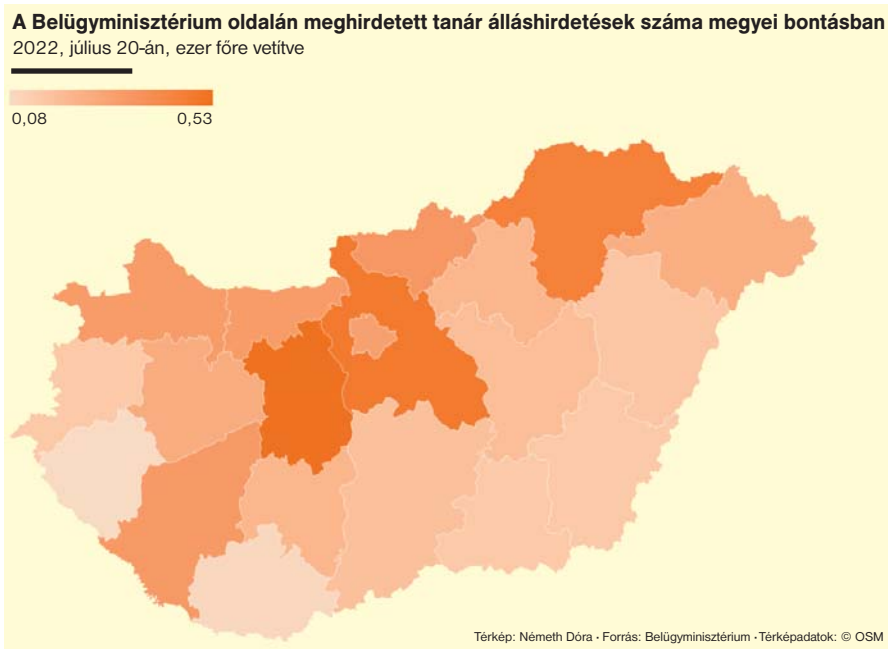 A Belügyminisztérium oldalán meghirdetett tanár álláshirdetések száma megyei bontásban
2022, július 20-án, ezer főre vetítve
0,08 0,53
Térkép: Németh Dóra · Forrás: Belügyminisztérium · Térképadatok: © OSM